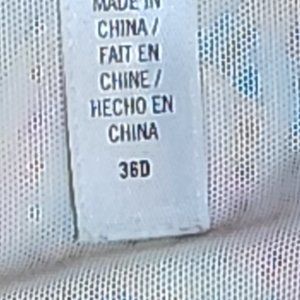 MADE IN
CHINA /
FAIT EN
CHINE /
HECHO EN
CHINA
36D